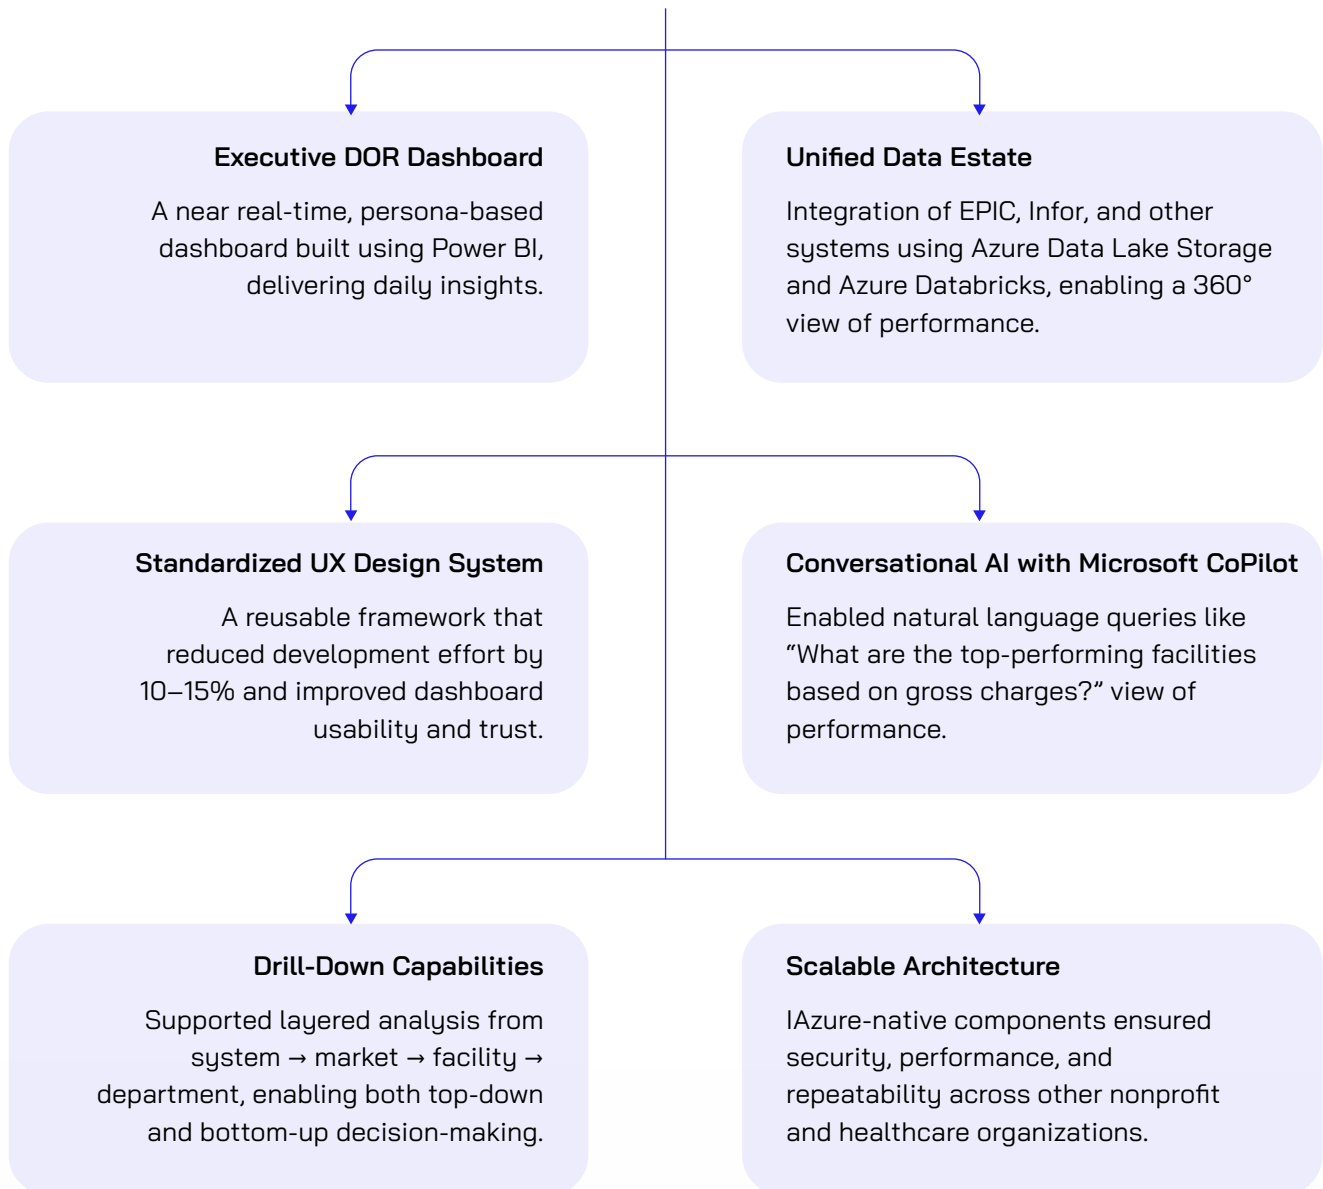 Executive DOR Dashboard
A near real-time, persona-based
dashboard built using Power BI,
delivering daily insights.
Unified Data Estate
Integration of EPIC, Infor, and other
systems using Azure Data Lake Storage
and Azure Databricks, enabling a 360°
view of performance.
Standardized UX Design System
A reusable framework that
reduced development effort by
10–15% and improved dashboard
usability and trust.
Conversational AI with Microsoft CoPilot
Enabled natural language queries like
“What are the top-performing facilities
based on gross charges?” view of
performance.
Drill-Down Capabilities
Supported layered analysis from
system → market → facility →
department, enabling both top-down
and bottom-up decision-making.
Scalable Architecture
IAzure-native components ensured
security, performance, and
repeatability across other nonprofit
and healthcare organizations.